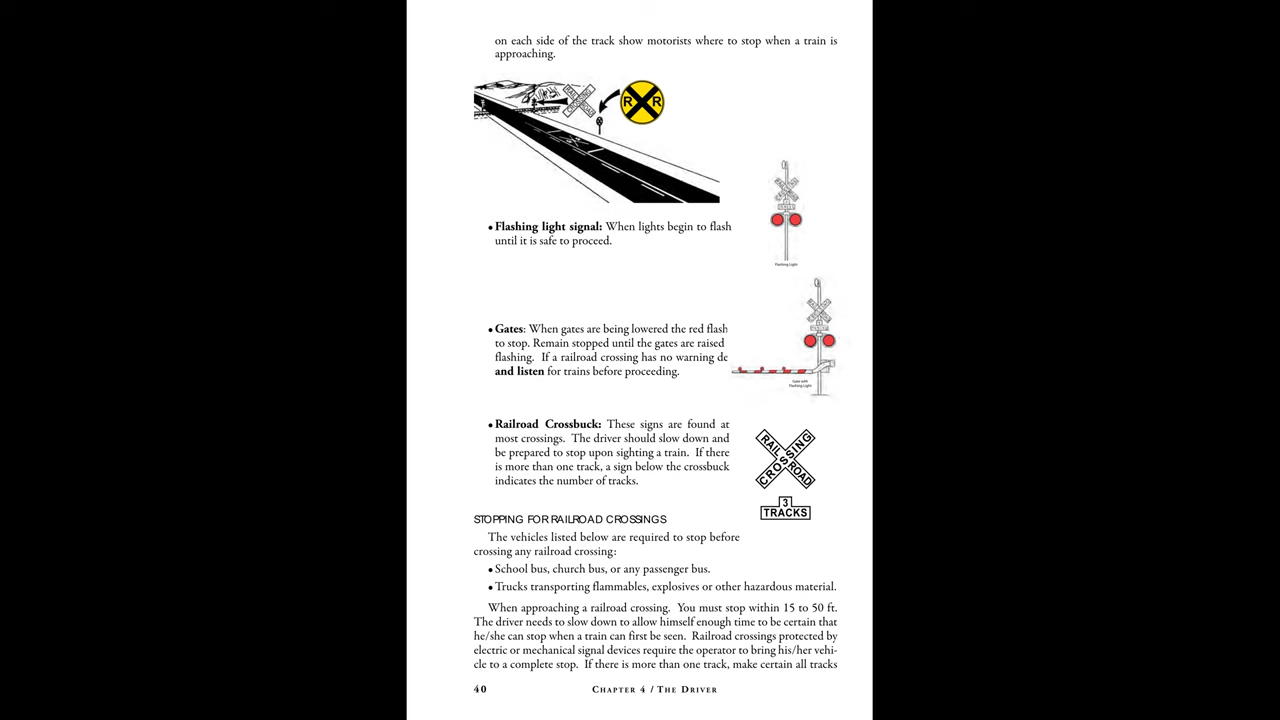 on each side of the track show motorists where to stop when a train is
approaching.
RAIL
CROSSING
ROAD
R R
• Flashing light signal: When lights begin to flash
until it is safe to proceed.
Flashing Light
• Gates: When gates are being lowered the red flash
to stop. Remain stopped until the gates are raised
flashing. If a railroad crossing has no warning de
and listen for trains before proceeding.
Gate with
Flashing Light
• Railroad Crossbuck: These signs are found at
most crossings. The driver should slow down and
be prepared to stop upon sighting a train. If there
is more than one track, a sign below the crossbuck
indicates the number of tracks.
RAIL ROAD
CROSSING
3
TRACKS
STOPPING FOR RAILROAD CROSSINGS
The vehicles listed below are required to stop before
crossing any railroad crossing:
• School bus, church bus, or any passenger bus.
• Trucks transporting flammables, explosives or other hazardous material.
When approaching a railroad crossing. You must stop within 15 to 50 ft.
The driver needs to slow down to allow himself enough time to be certain that
he/she can stop when a train can first be seen. Railroad crossings protected by
electric or mechanical signal devices require the operator to bring his/her vehi-
cle to a complete stop. If there is more than one track, make certain all tracks
40 Chapter 4 / The Driver